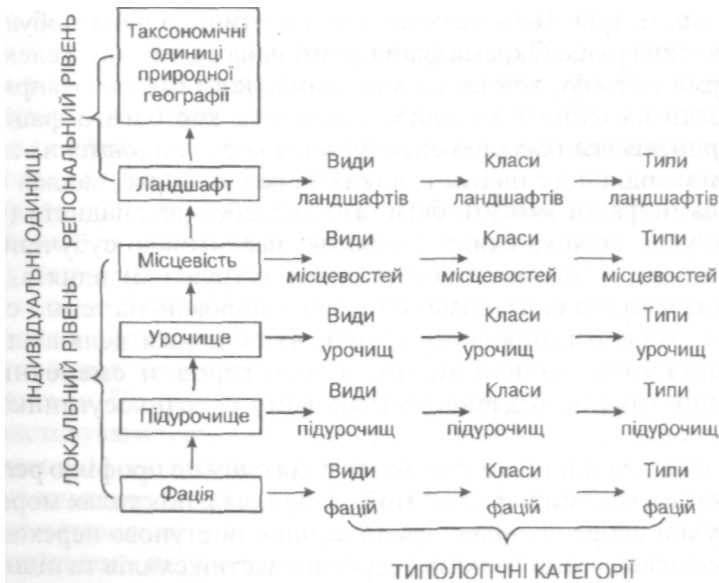 ІНДИВІДУАЛЬНІ ОДИНИЦІ
РЕГІОНАЛЬНИЙ РІВЕНЬ
ЛОКАЛЬНИЙ РІВЕНЬ
Таксономічні
одиниці
природної
географії
Ландшафт
Види
ландшафтів
Класи
ландшафтів
Типи
ландшафтів
Місцевість
Види
місцевостей
Класи
місцевостей
Типи
місцевостей
Урочище
Види
урочищ
Класи
урочищ
Типи
урочищ
Підурочище
Види
підурочищ
Класи
підурочищ
Типи
підурочищ
Фація
Види
фацій
Класи
фацій
Типи
фацій
ТИПОЛОГІЧНІ КАТЕГОРІЇ